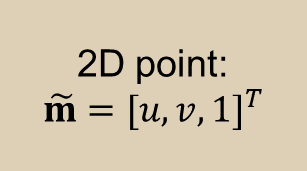 2D point:
𝐦̃ = [𝑢, 𝑣, 1]ᵀ